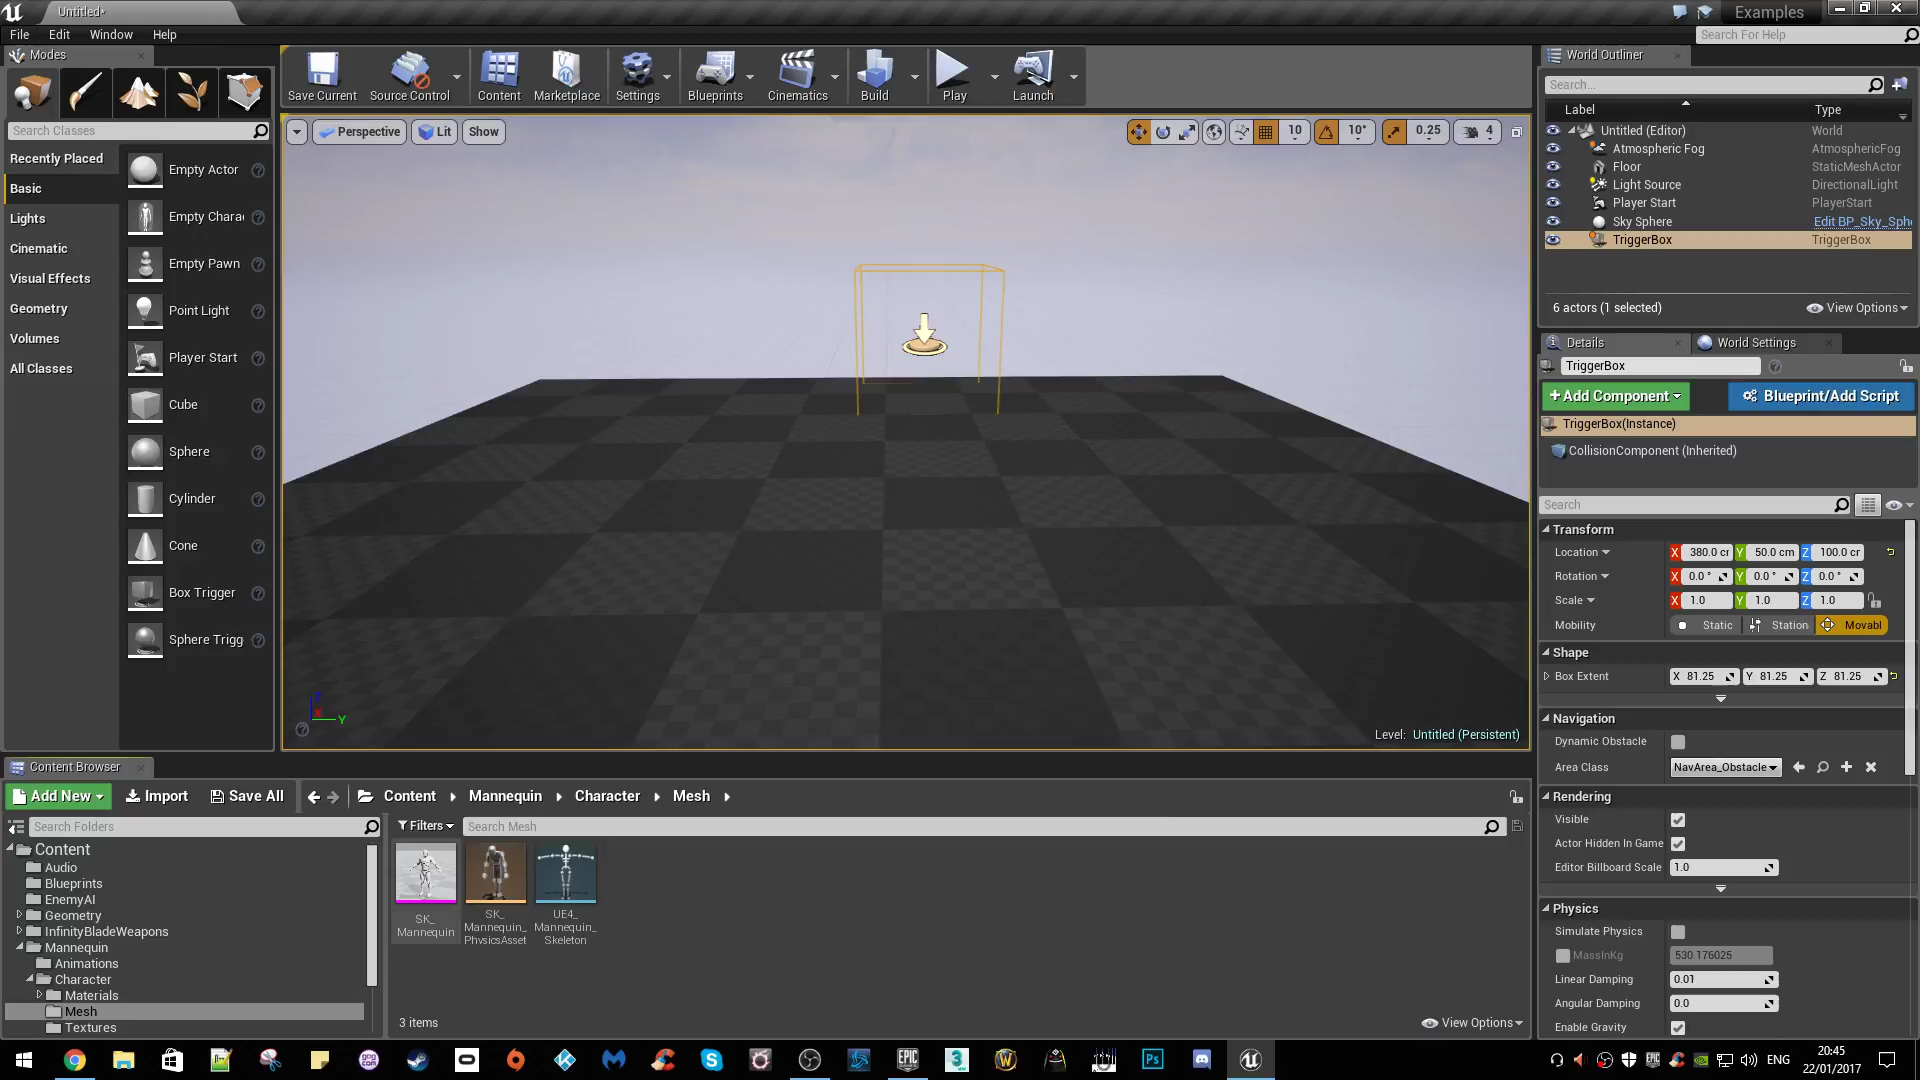 Untitled*
Examples
File Edit Window Help
Search For Help
Modes
Save Current
Source Control
Content
Marketplace
Settings
Blueprints
Cinematics
Build
Play
Launch
World Outliner
Search...
Label
Type
Search Classes
Perspective
Lit
Show
10
10°
0.25
4
Untitled (Editor) World
Atmospheric Fog AtmosphericFog
Floor StaticMeshActor
Light Source DirectionalLight
Player Start PlayerStart
Sky Sphere Edit BP_Sky_Sph
TriggerBox TriggerBox
6 actors (1 selected)
View Options
Recently Placed
Basic
Lights
Cinematic
Visual Effects
Geometry
Volumes
All Classes
Empty Actor
Empty Chara
Empty Pawn
Point Light
Player Start
Cube
Sphere
Cylinder
Cone
Box Trigger
Sphere Trigg
Details
World Settings
TriggerBox
+Add Component
Blueprint/Add Script
TriggerBox(Instance)
CollisionComponent (Inherited)
Search
Transform
Location X 380.0 cr Y 50.0 cm Z 100.0 cr
Rotation X 0.0 ° Y 0.0 ° Z 0.0 °
Scale X 1.0 Y 1.0 Z 1.0
Mobility Static Station Movabl
Shape
Box Extent X 81.25 Y 81.25 Z 81.25
Navigation
Dynamic Obstacle
Area Class NavArea_Obstacle
Rendering
Visible
Actor Hidden In Game
Editor Billboard Scale 1.0
Physics
Simulate Physics
MassInKg 530.176025
Linear Damping 0.01
Angular Damping 0.0
Enable Gravity
Z
X
Y
Level: Untitled (Persistent)
Content Browser
Add New
Import
Save All
Content Mannequin Character Mesh
Search Folders
Filters
Search Mesh
Content
Audio
Blueprints
EnemyAI
Geometry
InfinityBladeWeapons
Mannequin
Animations
Character
Materials
Mesh
Textures
SK_
Mannequin
SK_
Mannequin_
PhysicsAsset
UE4_
Mannequin_
Skeleton
3 items
View Options
gog
com
EPIC
GAMES
3
W
Ps
ENG
20:45
22/01/2017